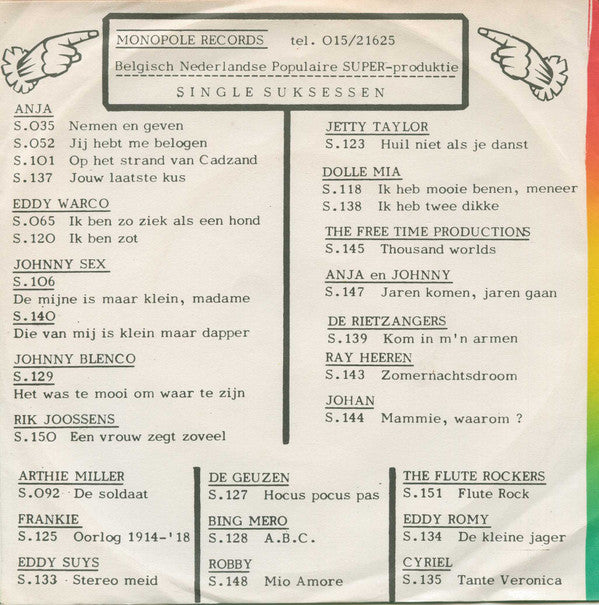 MONOPOLE RECORDS tel. 015/21625
Belgisch Nederlandse Populaire SUPER-produktie
SINGLE SUKSESSEN
ANJA
S.035 Nemen en geven
S.052 Jij hebt me belogen
S.101 Op het strand van Cadzand
S.137 Jouw laatste kus
EDDY WARCO
S.065 Ik ben zo ziek als een hond
S.120 Ik ben zot
JOHNNY SEX
S.106
De mijne is maar klein, madame
S.140
Die van mij is klein maar dapper
JOHNNY BLENCO
S.129
Het was te mooi om waar te zijn
RIK JOOSSENS
S.150 Een vrouw zegt zoveel
JETTY TAYLOR
S.123 Huil niet als je danst
DOLLE MIA
S.118 Ik heb mooie benen, meneer
S.138 Ik heb twee dikke
THE FREE TIME PRODUCTIONS
S.145 Thousand worlds
ANJA en JOHNNY
S.147 Jaren komen, jaren gaan
DE RIETZANGERS
S.139 Kom in m'n armen
RAY HEEREN
S.143 Zomernachtsdroom
JOHAN
S.144 Mammie, waarom ?
ARTHIE MILLER
S.092 De soldaat
FRANKIE
S.125 Oorlog 1914-'18
EDDY SUYS
S.133 Stereo meid
DE GEUZEN
S.127 Hocus pocus pas
BING MERO
S.128 A.B.C.
ROBBY
S.148 Mio Amore
THE FLUTE ROCKERS
S.151 Flute Rock
EDDY ROMY
S.134 De kleine jager
CYRIEL
S.135 Tante Veronica